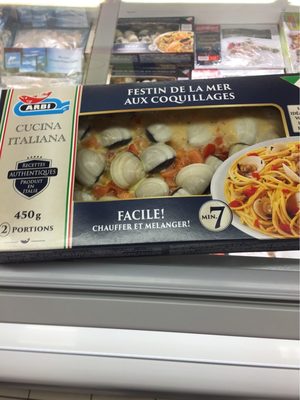 ARBI
CUCINA
ITALIANA
RECETTES
AUTHENTIQUES
PRODUIT EN ITALIE
450g
2 PORTIONS
FESTIN DE LA MER
AUX COQUILLAGES
FACILE!
CHAUFFER ET MELANGER!
MIN.
7